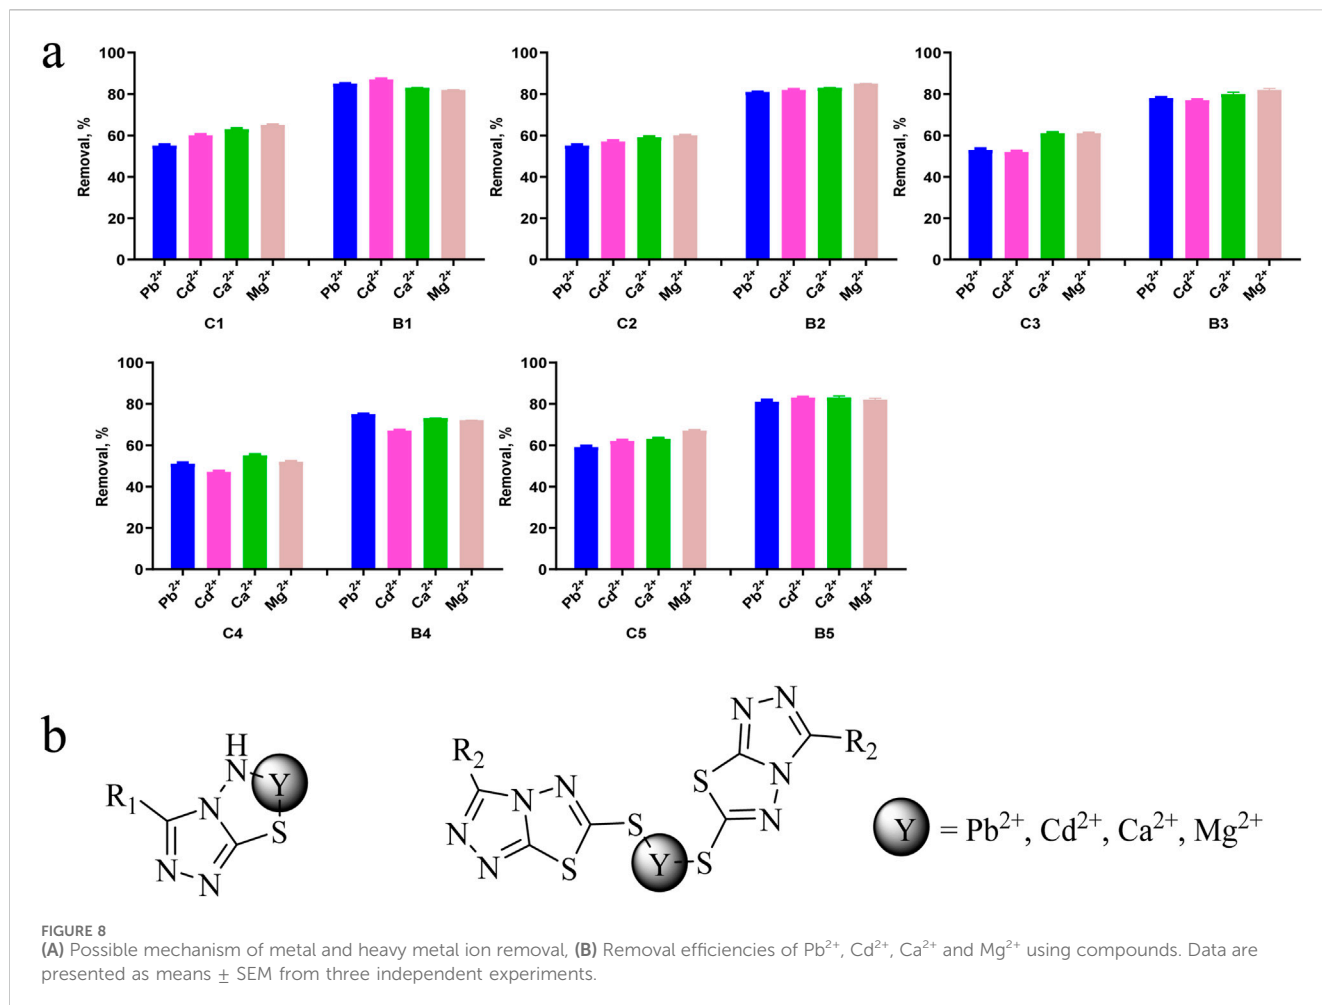 a
100
80
60
40
20
0
Removal, %
Pb²⁺ Cd²⁺ Ca²⁺ Mg²⁺ Pb²⁺ Cd²⁺ Ca²⁺ Mg²⁺
C1 B1
100
80
60
40
20
0
Removal, %
Pb²⁺ Cd²⁺ Ca²⁺ Mg²⁺ Pb²⁺ Cd²⁺ Ca²⁺ Mg²⁺
C2 B2
100
80
60
40
20
0
Removal, %
Pb²⁺ Cd²⁺ Ca²⁺ Mg²⁺ Pb²⁺ Cd²⁺ Ca²⁺ Mg²⁺
C3 B3
100
80
60
40
20
0
Removal, %
Pb²⁺ Cd²⁺ Ca²⁺ Mg²⁺ Pb²⁺ Cd²⁺ Ca²⁺ Mg²⁺
C4 B4
100
80
60
40
20
0
Removal, %
Pb²⁺ Cd²⁺ Ca²⁺ Mg²⁺ Pb²⁺ Cd²⁺ Ca²⁺ Mg²⁺
C5 B5
b
H
N
Y
R₁
N
S
N
N
R₂
N
N
N
N
S
S
Y
S
N
N
R₂
N
S
N
Y = Pb²⁺, Cd²⁺, Ca²⁺, Mg²⁺
FIGURE 8
(A) Possible mechanism of metal and heavy metal ion removal, (B) Removal efficiencies of Pb²⁺, Cd²⁺, Ca²⁺ and Mg²⁺ using compounds. Data are
presented as means ± SEM from three independent experiments.